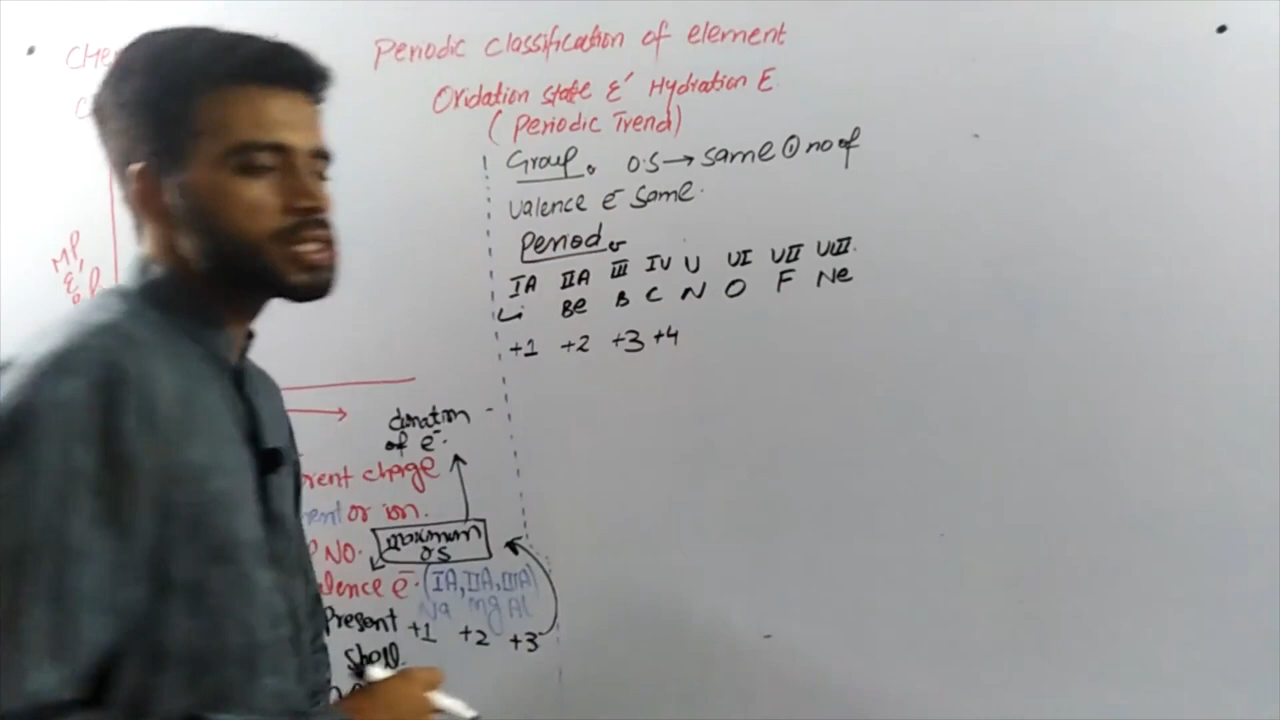 Periodic classification of element
Oxidation state & Hydration E
(Periodic Trend)
Group. O.S → same no of
valence e⁻ same.
Period.
IA IIA III IV V VI VII VIII
Li Be B C N O F Ne
+1 +2 +3 +4
MP
donation
of e⁻.
charge
or ion.
NO. maximum
OS
e⁻. (IA, IIA, IIIA)
Na Mg Al
Present +1 +2 +3
shell.